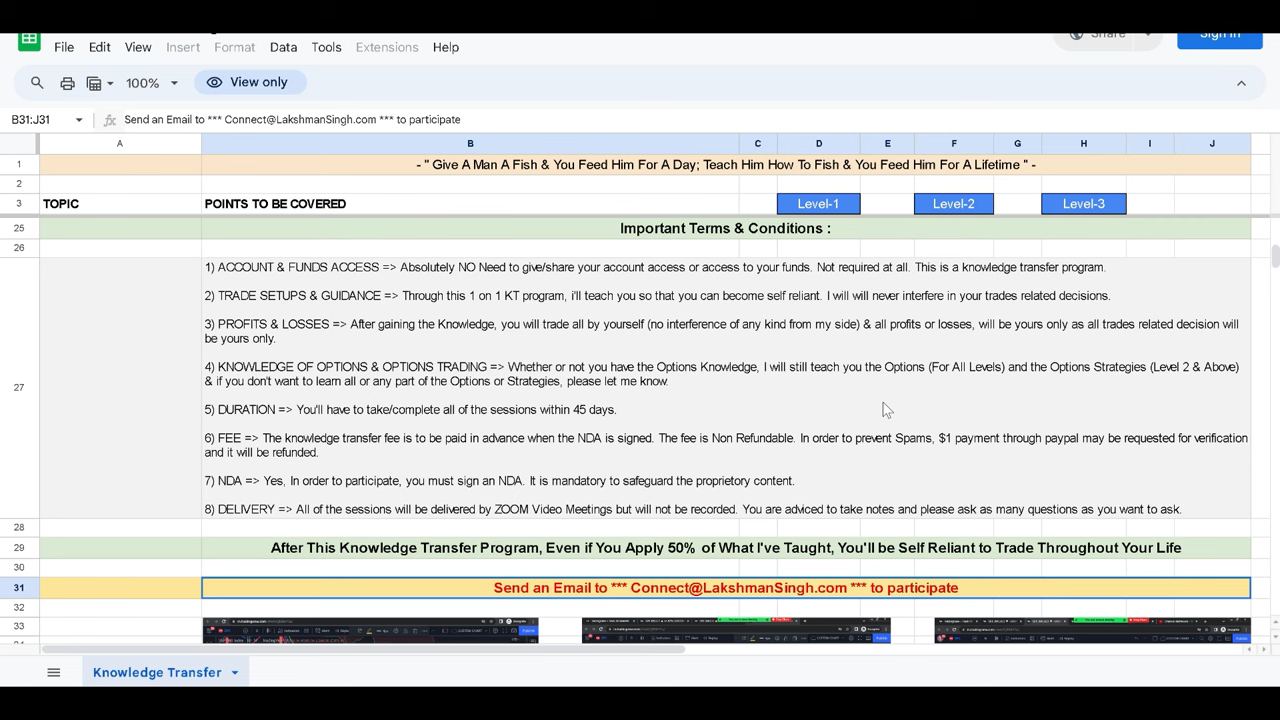 Share
Sign in
File Edit View Insert Format Data Tools Extensions Help
100% View only
B31:J31 fx Send an Email to *** Connect@LakshmanSingh.com *** to participate
A B C D E F G H I J
1 - " Give A Man A Fish & You Feed Him For A Day; Teach Him How To Fish & You Feed Him For A Lifetime " -
2
3 TOPIC POINTS TO BE COVERED Level-1 Level-2 Level-3
25 Important Terms & Conditions :
26
1) ACCOUNT & FUNDS ACCESS => Absolutely NO Need to give/share your account access or access to your funds. Not required at all. This is a knowledge transfer program.
2) TRADE SETUPS & GUIDANCE => Through this 1 on 1 KT program, i'll teach you so that you can become self reliant. I will will never interfere in your trades related decisions.
3) PROFITS & LOSSES => After gaining the Knowledge, you will trade all by yourself (no interference of any kind from my side) & all profits or losses, will be yours only as all trades related decision will
be yours only.
4) KNOWLEDGE OF OPTIONS & OPTIONS TRADING => Whether or not you have the Options Knowledge, I will still teach you the Options (For All Levels) and the Options Strategies (Level 2 & Above)
& if you don't want to learn all or any part of the Options or Strategies, please let me know.
27
5) DURATION => You'll have to take/complete all of the sessions within 45 days.
6) FEE => The knowledge transfer fee is to be paid in advance when the NDA is signed. The fee is Non Refundable. In order to prevent Spams, $1 payment through paypal may be requested for verification
and it will be refunded.
7) NDA => Yes, In order to participate, you must sign an NDA. It is mandatory to safeguard the proprietory content.
8) DELIVERY => All of the sessions will be delivered by ZOOM Video Meetings but will not be recorded. You are adviced to take notes and please ask as many questions as you want to ask.
28
29 After This Knowledge Transfer Program, Even if You Apply 50% of What I've Taught, You'll be Self Reliant to Trade Throughout Your Life
30
31 Send an Email to *** Connect@LakshmanSingh.com *** to participate
32
33
Knowledge Transfer